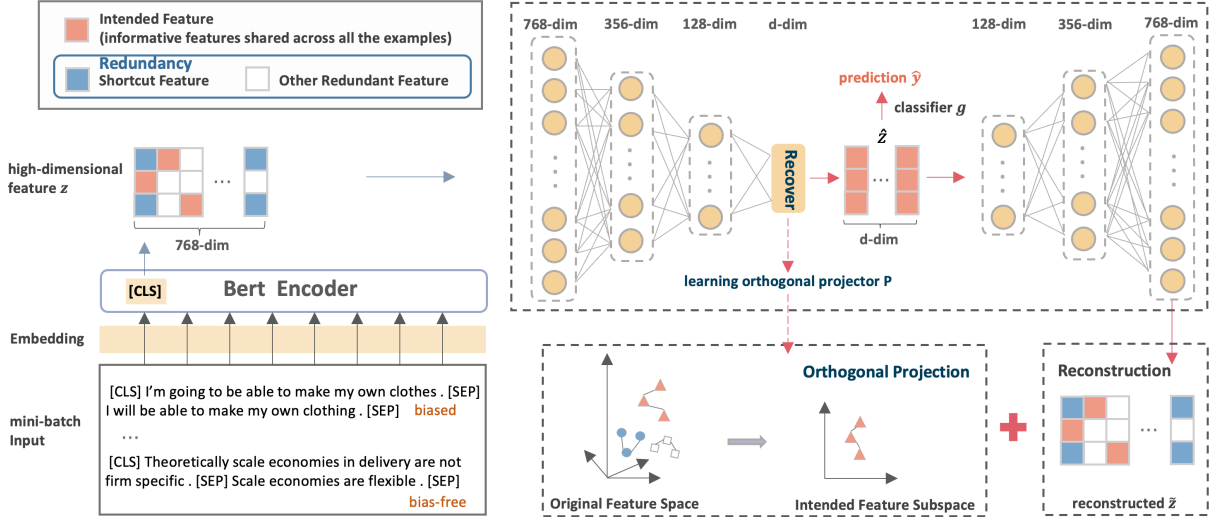 Intended Feature
(informative features shared across all the examples)
Redundancy
Shortcut Feature
Other Redundant Feature
high-dimensional
feature z
...
768-dim
[CLS]
Bert Encoder
Embedding
mini-batch
Input
[CLS] I’m going to be able to make my own clothes . [SEP]
I will be able to make my own clothing . [SEP] biased
...
[CLS] Theoretically scale economies in delivery are not
firm specific . [SEP] Scale economies are flexible . [SEP]
bias-free
768-dim 356-dim 128-dim d-dim 128-dim 356-dim 768-dim
prediction ŷ
classifier g
ẑ
Recover
...
d-dim
learning orthogonal projector P
Orthogonal Projection
Original Feature Space
Intended Feature Subspace
Reconstruction
...
reconstructed z̃